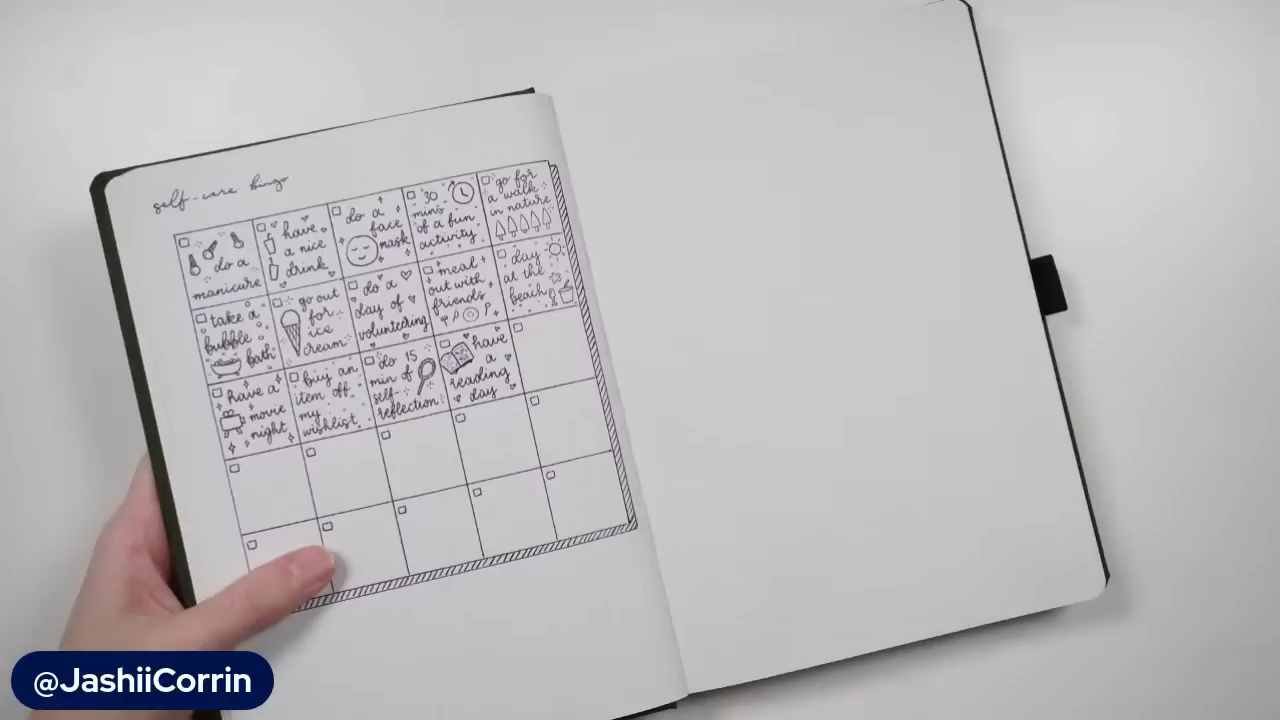 self-care bingo
do a
manicure
have
a nice
drink
do a
face
mask
30
mins
of a fun
activity
go for
a walk
in nature
take a
bubble
bath
go out
for
ice
cream
do a
day of
volunteering
meal
out with
friends
day
at the
beach
have a
movie
night
buy an
item off
my
wishlist
do 15
min of
self-
reflection
have
a
reading
day
@JashiiCorrin